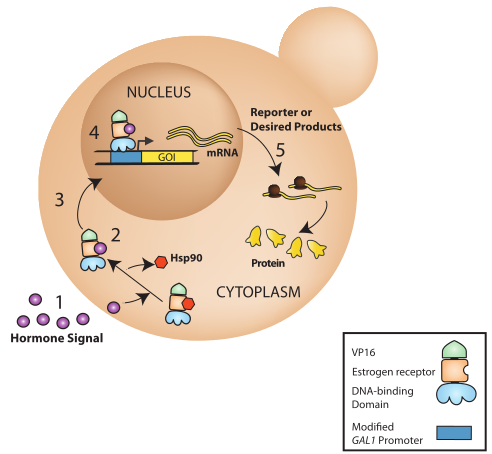 NUCLEUS
Reporter or
Desired Products
4
5
mRNA
GOI
3
2
Hsp90
Protein
CYTOPLASM
1
Hormone Signal
VP16
Estrogen receptor
DNA-binding
Domain
Modified
GAL1 Promoter